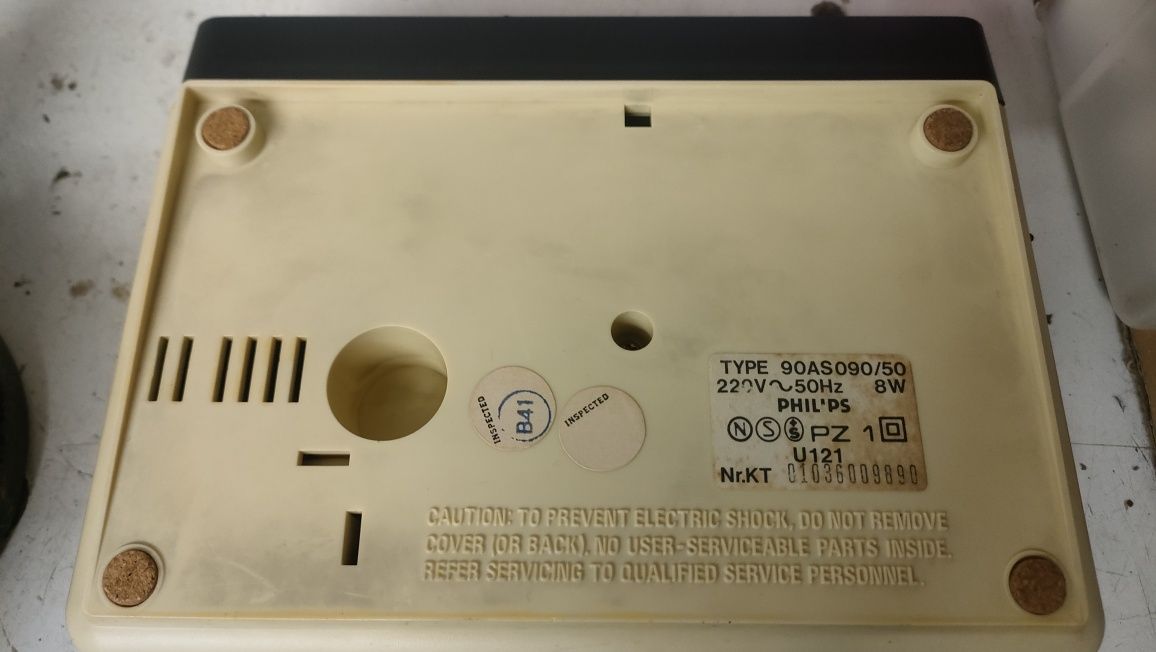 INSPECTED
B41
INSPECTED
TYPE 90AS090/50
220V~50Hz 8W
PHILIPS
N S S PZ 1
U121
Nr.KT 01036009890
CAUTION: TO PREVENT ELECTRIC SHOCK, DO NOT REMOVE
COVER (OR BACK). NO USER-SERVICEABLE PARTS INSIDE.
REFER SERVICING TO QUALIFIED SERVICE PERSONNEL.